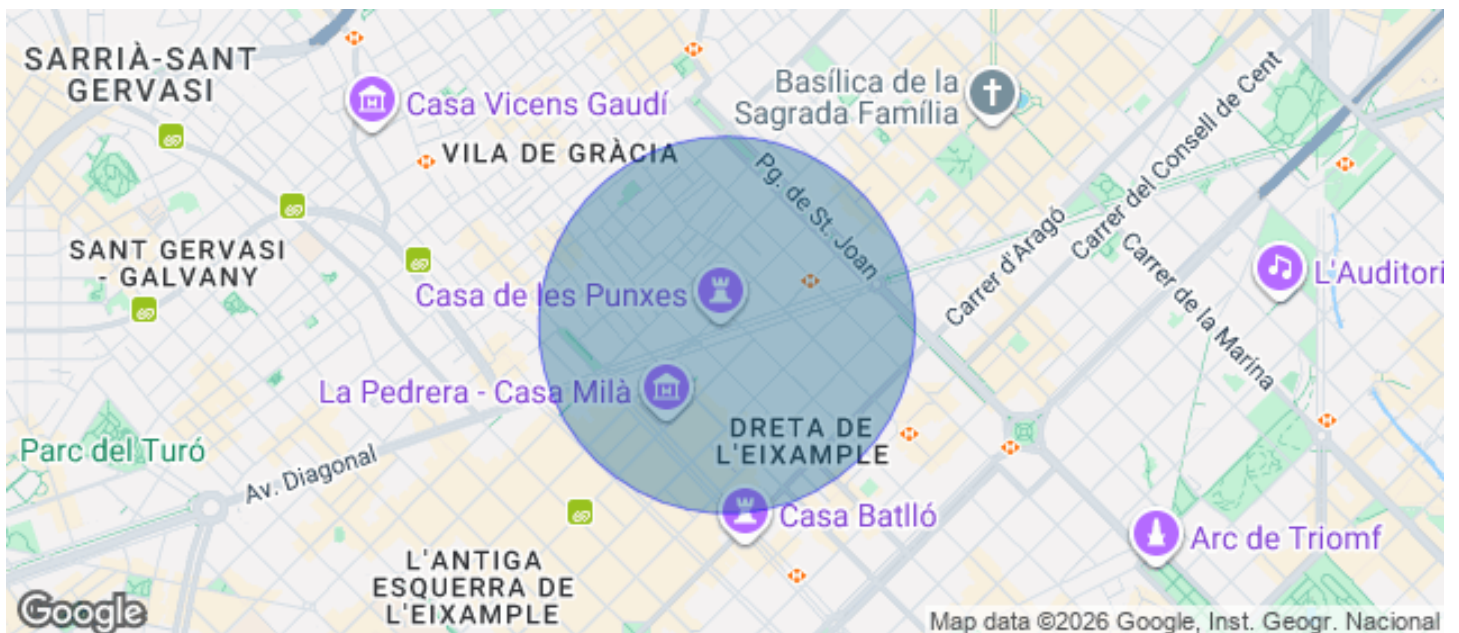 SARRIÀ-SANT
GERVASI
Casa Vicens Gaudí
Basílica de la
Sagrada Família
VILA DE GRÀCIA
Pg. de St. Joan
Carrer del Consell de Cent
Carrer d'Aragó
Carrer de la Marina
SANT GERVASI
- GALVANY
Casa de les Punxes
L'Auditori
La Pedrera - Casa Milà
DRETA DE
L'EIXAMPLE
Parc del Turó
Av. Diagonal
Casa Batlló
Arc de Triomf
L'ANTIGA
ESQUERRA DE
L'EIXAMPLE
Google
Map data ©2026 Google, Inst. Geogr. Nacional